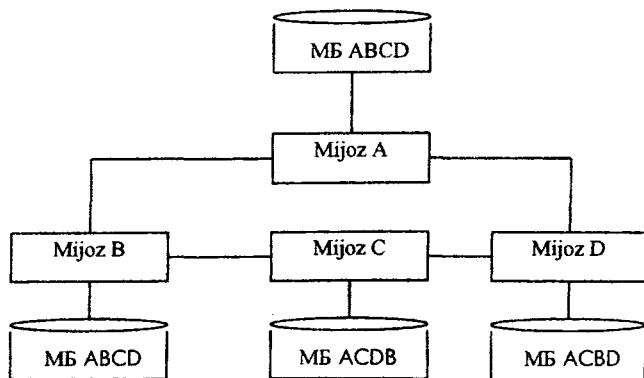 МБ ABCD
Mijoz A
Mijoz B
Mijoz C
Mijoz D
МБ ABCD
МБ ACDB
МБ ACBD